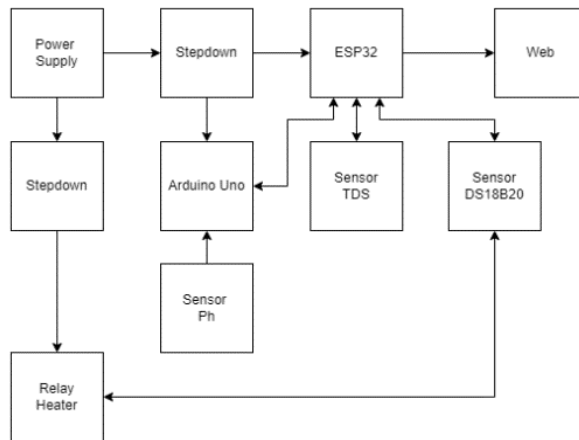 Power
Supply
Stepdown
ESP32
Web
Stepdown
Arduino Uno
Sensor
TDS
Sensor
DS18B20
Sensor
Ph
Relay
Heater